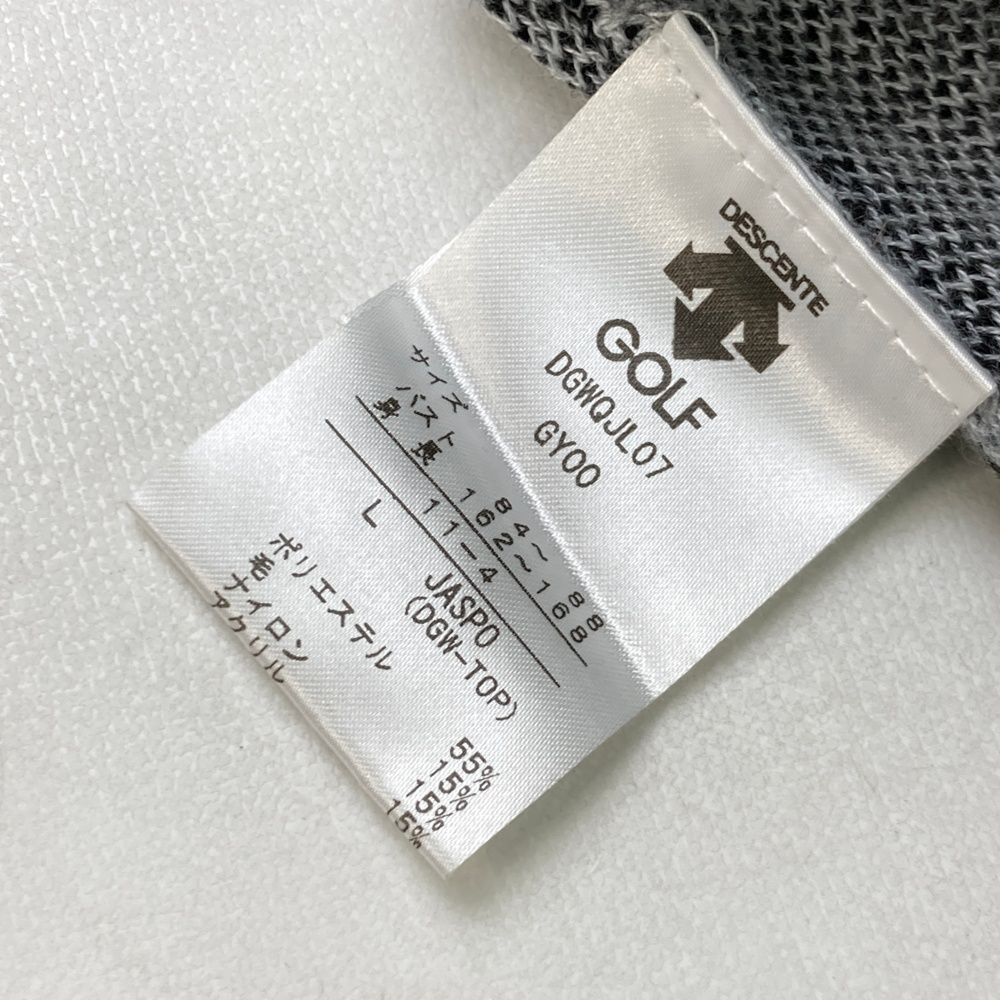 DESCENTE
GOLF
DGWQJL07
GY00
サイズ
バスト 84～88
身長 162～168
11-4
L JASPO
(DGW-TOP)
ポリエステル 55%
毛 15%
ナイロン 15%
アクリル 15%